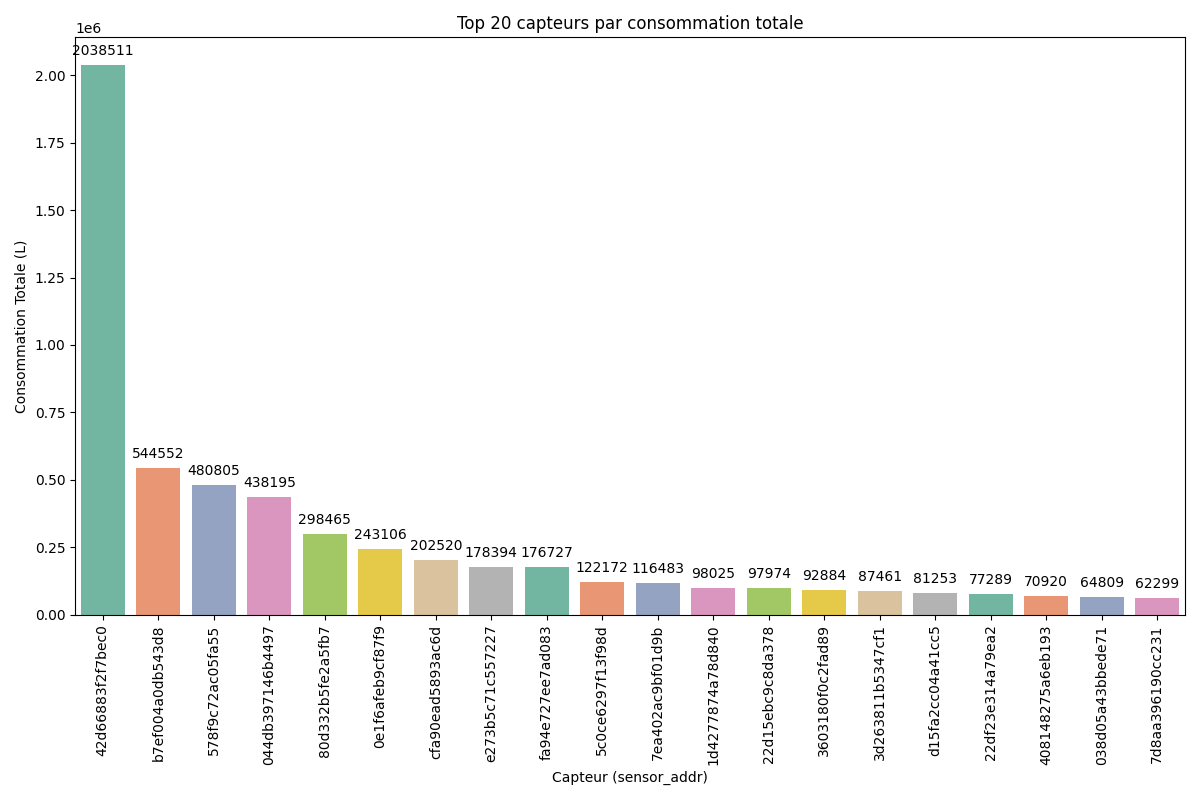 Top 20 capteurs par consommation totale
1e6
2038511
2.00
1.75
1.50
1.25
1.00
0.75
0.50
0.25
0.00
Consommation Totale (L)
544552
480805
438195
298465
243106
202520
178394
176727
122172
116483
98025
97974
92884
87461
81253
77289
70920
64809
62299
42d66883f2f7bec0
b7ef004a0db543d8
578f9c72ac05fa55
044db397146b4497
80d332b5fe2a5fb7
0e1f6afeb9cf87f9
cfa90ead5893ac6d
e273b5c71c557227
fa94e727ee7ad083
5c0ce6297f13f98d
7ea402ac9bf01d9b
1d4277874a78d840
22d15ebc9c8da378
3603180f0c2fad89
3d263811b5347cf1
d15fa2cc04a41cc5
22df23e314a79ea2
408148275a6eb193
038d05a43bbede71
7d8aa396190cc231
Capteur (sensor_addr)